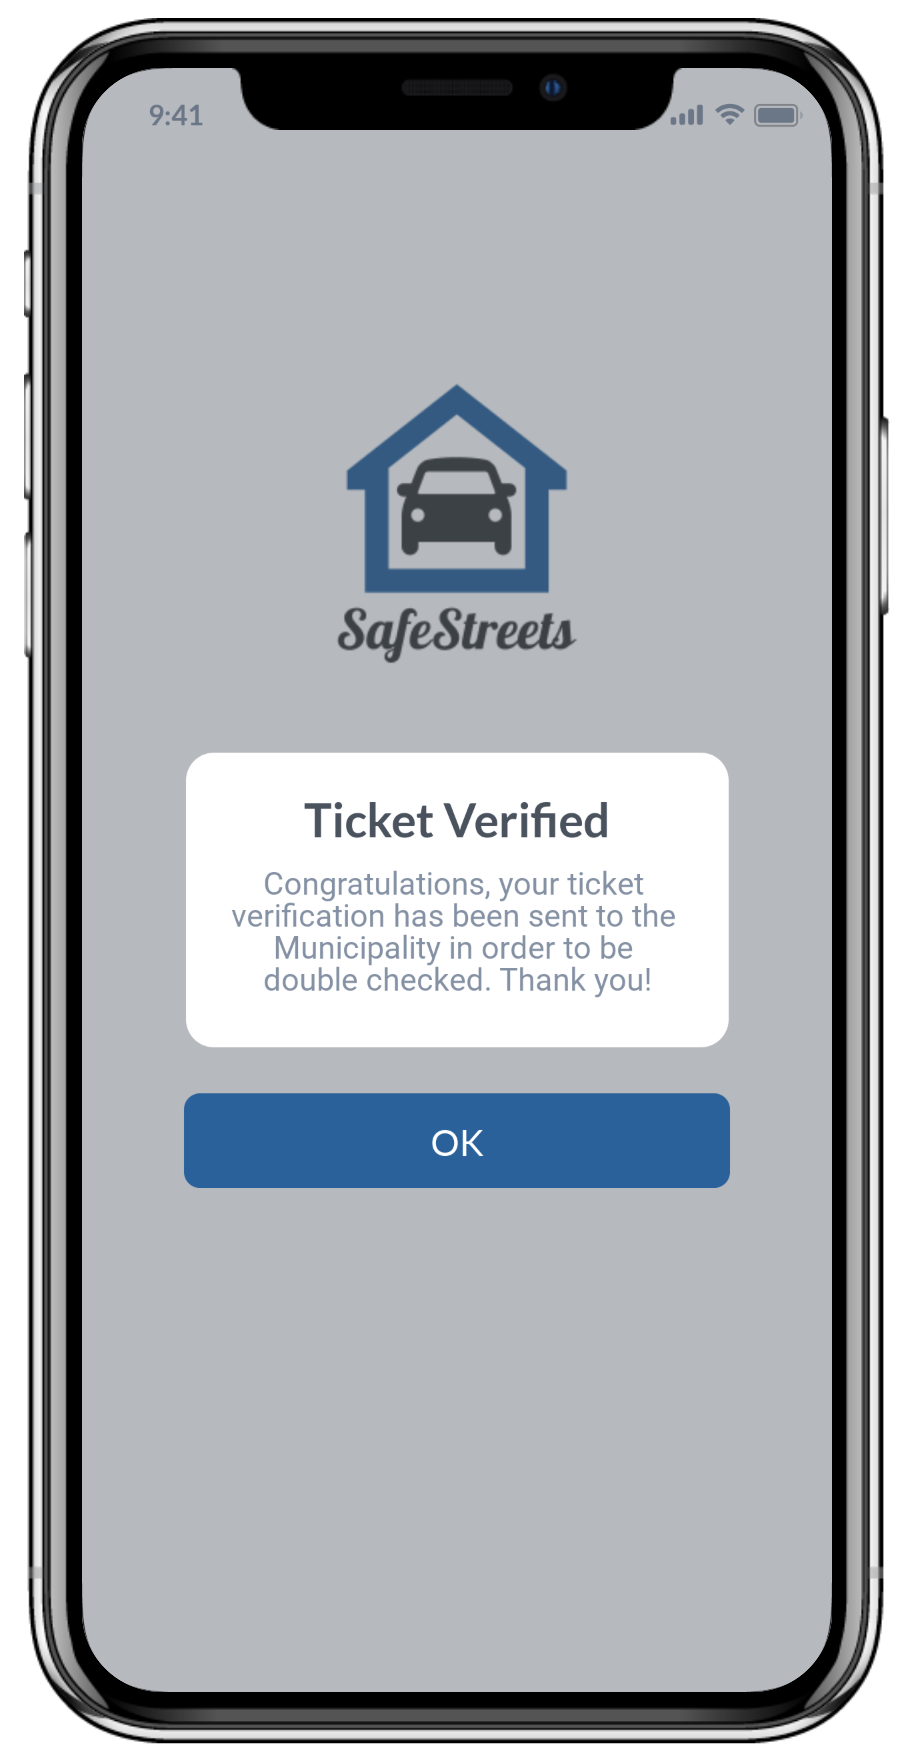 9:41
SafeStreets
Ticket Verified
Congratulations, your ticket
verification has been sent to the
Municipality in order to be
double checked. Thank you!
OK